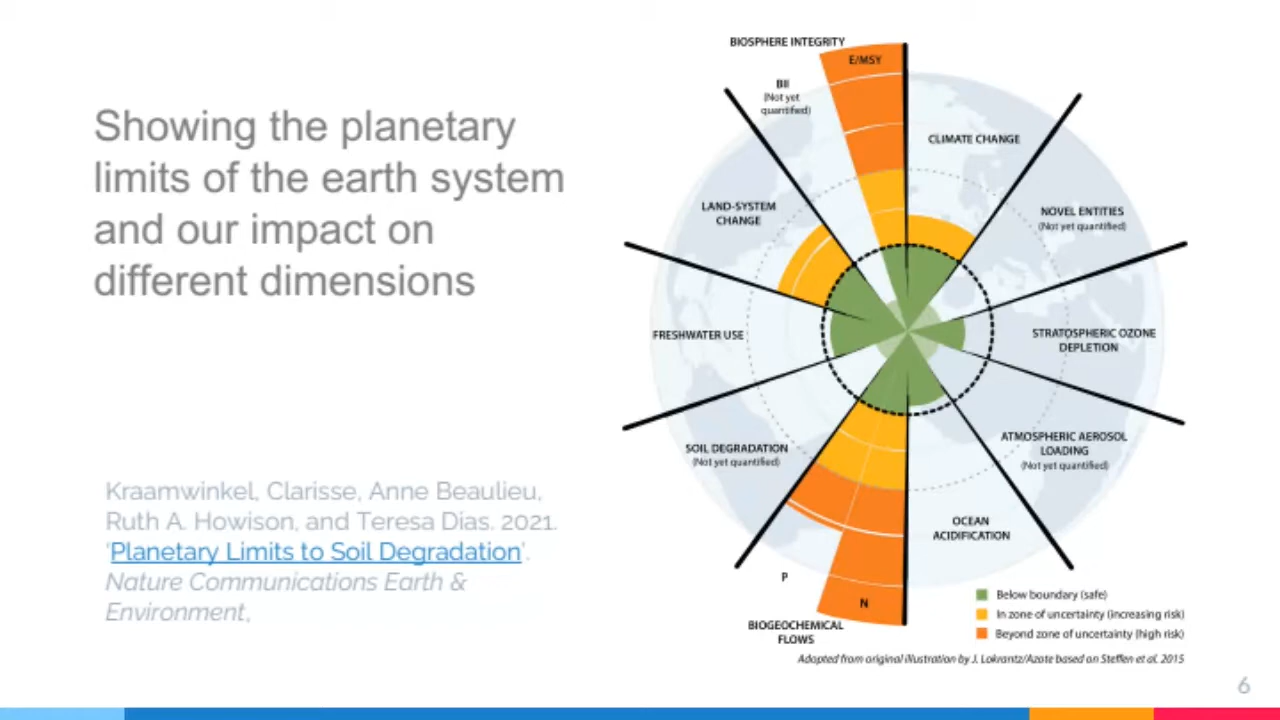 Showing the planetary
limits of the earth system
and our impact on
different dimensions
Kraamwinkel, Clarisse, Anne Beaulieu,
Ruth A. Howison, and Teresa Dias. 2021.
'Planetary Limits to Soil Degradation'.
Nature Communications Earth &
Environment,
BIOSPHERE INTEGRITY
E/MSY
BII
(Not yet
quantified)
CLIMATE CHANGE
LAND-SYSTEM
CHANGE
NOVEL ENTITIES
(Not yet quantified)
FRESHWATER USE
STRATOSPHERIC OZONE
DEPLETION
SOIL DEGRADATION
(Not yet quantified)
ATMOSPHERIC AEROSOL
LOADING
(Not yet quantified)
OCEAN
ACIDIFICATION
P
N
BIOGEOCHEMICAL
FLOWS
Below boundary (safe)
In zone of uncertainty (increasing risk)
Beyond zone of uncertainty (high risk)
Adapted from original illustration by J. Lokrantz/Azote based on Steffen et al. 2015
6